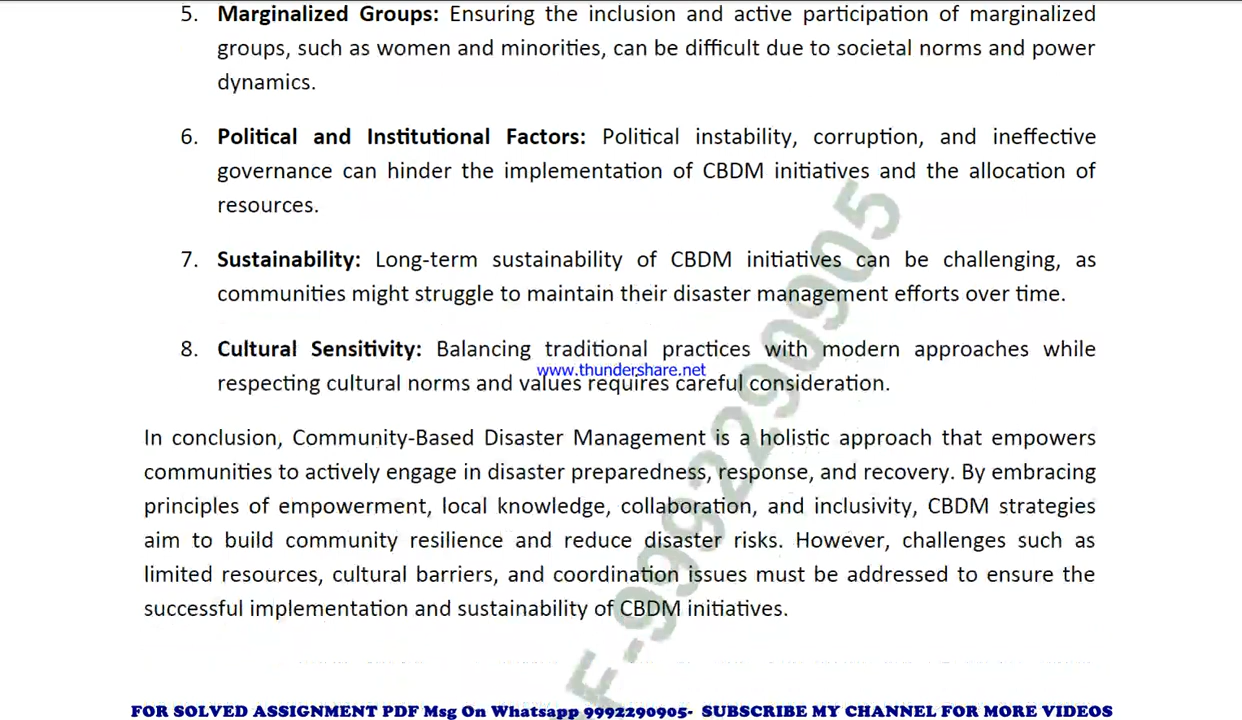 5. Marginalized Groups: Ensuring the inclusion and active participation of marginalized
groups, such as women and minorities, can be difficult due to societal norms and power
dynamics.
6. Political and Institutional Factors: Political instability, corruption, and ineffective
governance can hinder the implementation of CBDM initiatives and the allocation of
resources.
7. Sustainability: Long-term sustainability of CBDM initiatives can be challenging, as
communities might struggle to maintain their disaster management efforts over time.
8. Cultural Sensitivity: Balancing traditional practices with modern approaches while
www.thundershare.net
respecting cultural norms and values requires careful consideration.
In conclusion, Community-Based Disaster Management is a holistic approach that empowers
communities to actively engage in disaster preparedness, response, and recovery. By embracing
principles of empowerment, local knowledge, collaboration, and inclusivity, CBDM strategies
aim to build community resilience and reduce disaster risks. However, challenges such as
limited resources, cultural barriers, and coordination issues must be addressed to ensure the
successful implementation and sustainability of CBDM initiatives.
F-9992290905
FOR SOLVED ASSIGNMENT PDF Msg On Whatsapp 9992290905- SUBSCRIBE MY CHANNEL FOR MORE VIDEOS